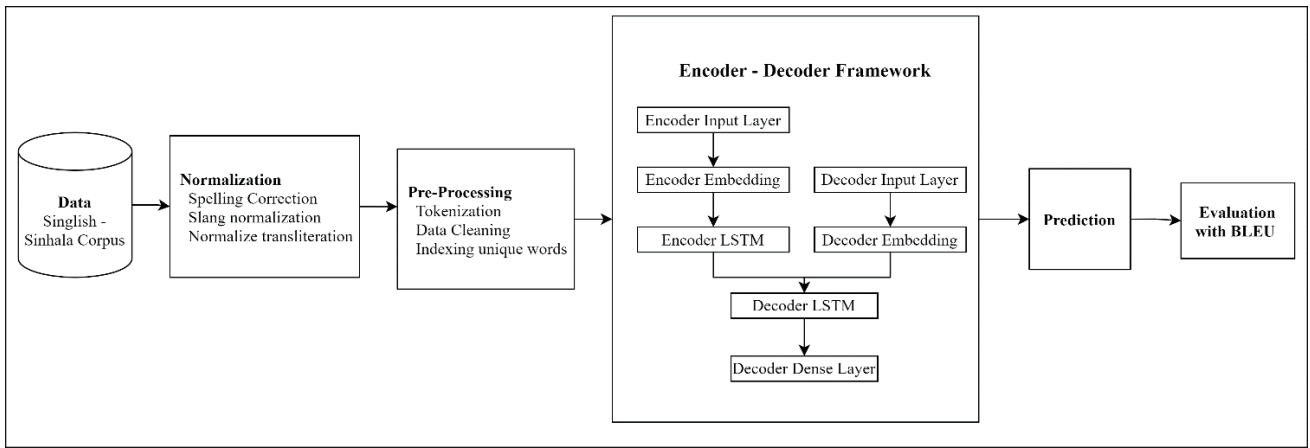 Data
Singlish -
Sinhala Corpus
Normalization
Spelling Correction
Slang normalization
Normalize transliteration
Pre-Processing
Tokenization
Data Cleaning
Indexing unique words
Encoder - Decoder Framework
Encoder Input Layer
Encoder Embedding
Decoder Input Layer
Encoder LSTM
Decoder Embedding
Decoder LSTM
Decoder Dense Layer
Prediction
Evaluation
with BLEU